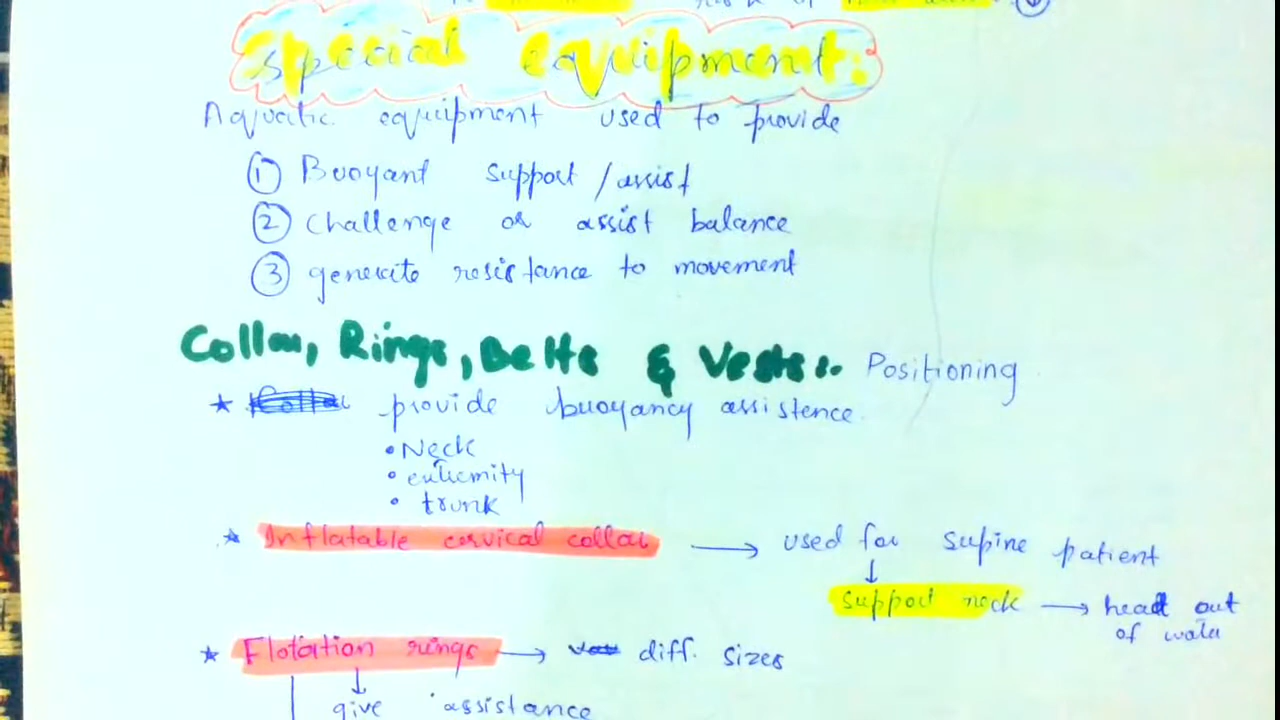 Special equipment:
Aquatic equipment used to provide
① Buoyant support/assist
② Challenge or assist balance
③ generate resistance to movement
Collar, Rings, Belts & Vests:- Positioning
★ provide buoyancy assistence.
• Neck
• extremity
• trunk
★ Inflatable cervical collar → used for supine patient
↓
support neck → head out
of water
★ Flotation rings → diff. sizes
↓
give assistance